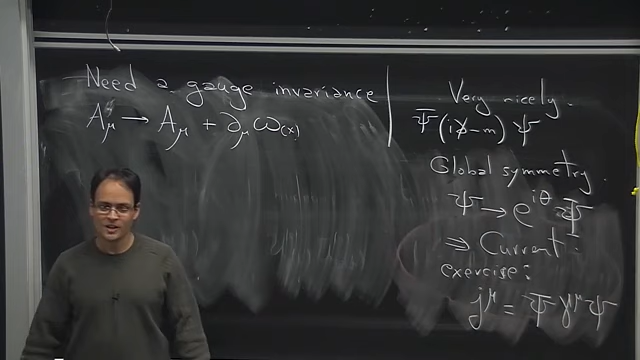 Need a gauge invariance
A_μ → A_μ + ∂_μ ω(x)
Very nicely.
Ψ̄(i∂̸ - m)Ψ
Global symmetry.
Ψ → e^{iθ} Ψ
⇒ Current.
exercise:
j^μ = Ψ̄ γ^μ Ψ